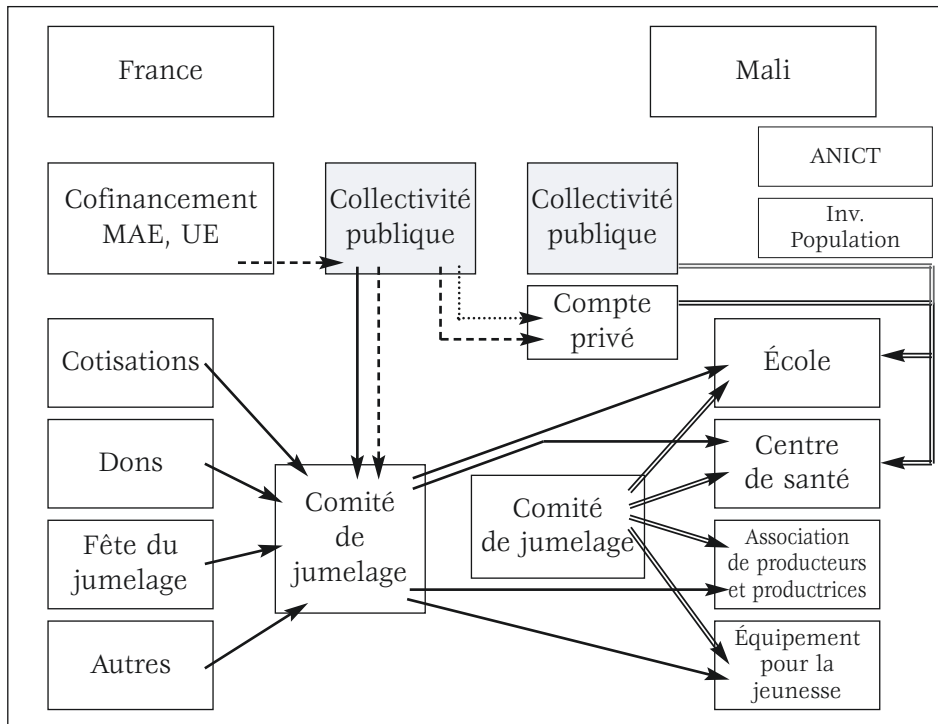 France
Mali
ANICT
Cofinancement
MAE, UE
Collectivité
publique
Collectivité
publique
Inv.
Population
Compte
privé
Cotisations
École
Dons
Centre
de santé
Comité
de
jumelage
Comité
de jumelage
Fête du
jumelage
Association
de producteurs
et productrices
Autres
Équipement
pour la
jeunesse